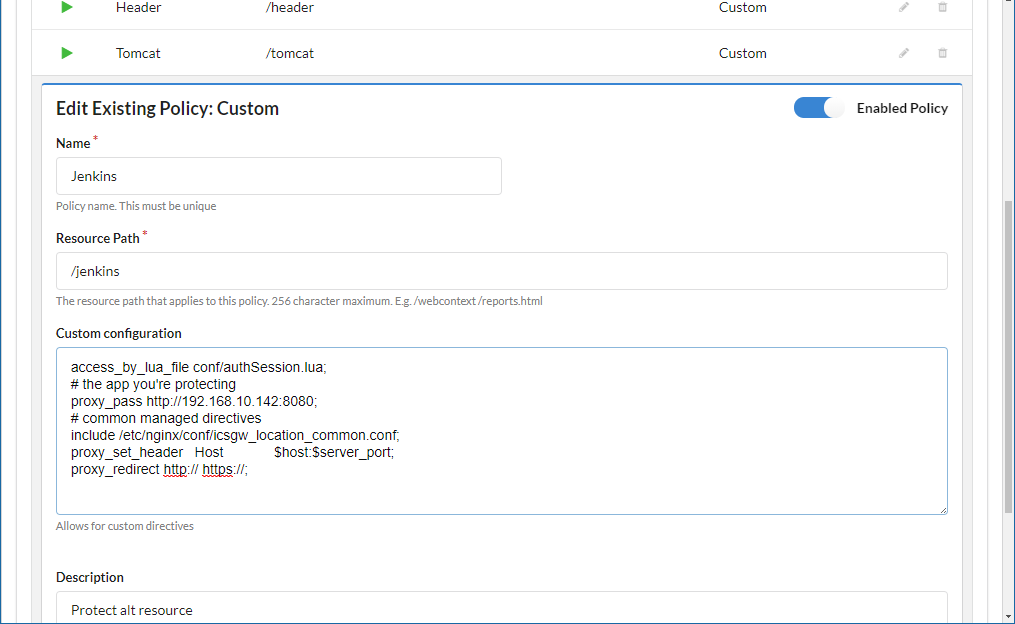 Header /header Custom
Tomcat /tomcat Custom
Edit Existing Policy: Custom Enabled Policy
Name *
Jenkins
Policy name. This must be unique
Resource Path *
/jenkins
The resource path that applies to this policy. 256 character maximum. E.g. /webcontext /reports.html
Custom configuration
access_by_lua_file conf/authSession.lua;
# the app you're protecting
proxy_pass http://192.168.10.142:8080;
# common managed directives
include /etc/nginx/conf/icsgw_location_common.conf;
proxy_set_header   Host             $host:$server_port;
proxy_redirect http:// https://;
Allows for custom directives
Description
Protect alt resource